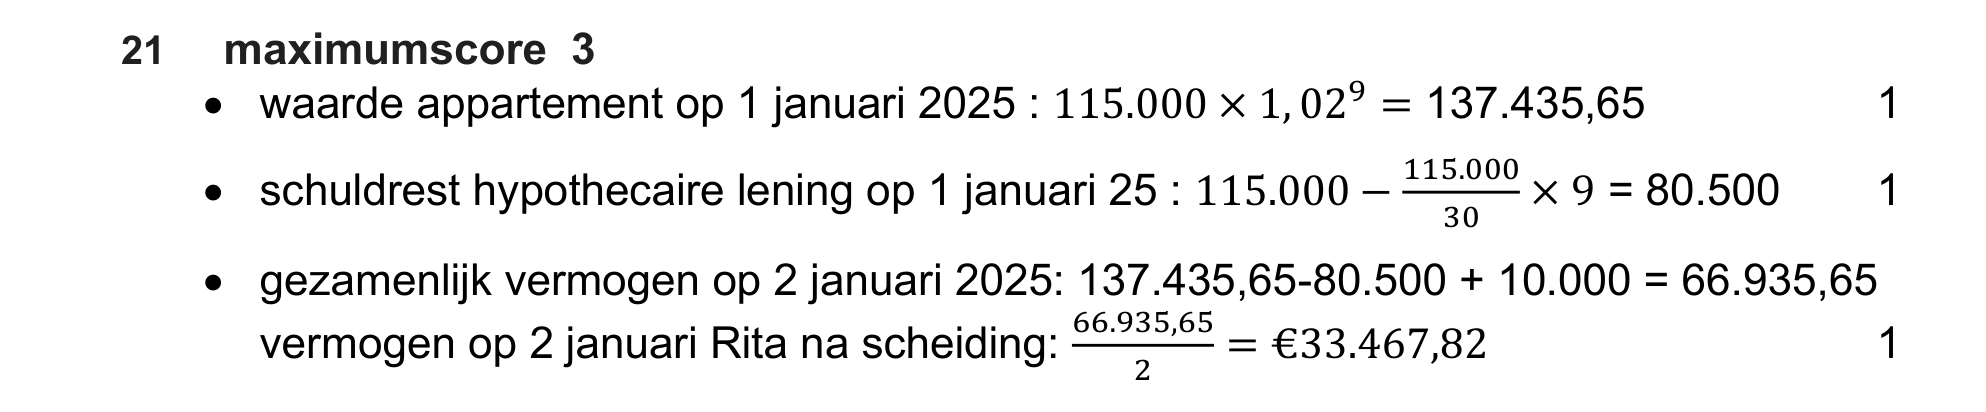 21 maximumscore 3
• waarde appartement op 1 januari 2025 : 115.000 × 1,02⁹ = 137.435,65 1
• schuldrest hypothecaire lening op 1 januari 25 : 115.000 − 115.000/30 × 9 = 80.500 1
• gezamenlijk vermogen op 2 januari 2025: 137.435,65-80.500 + 10.000 = 66.935,65
vermogen op 2 januari Rita na scheiding: 66.935,65/2 = €33.467,82 1